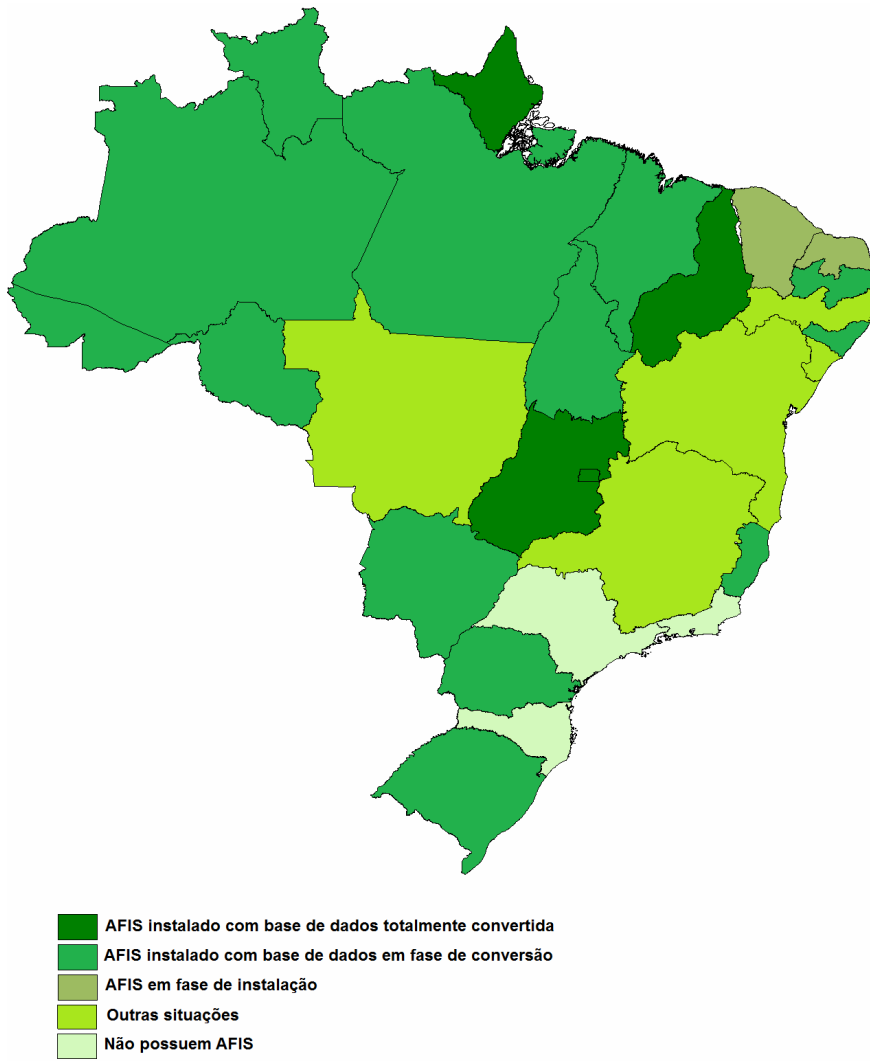 AFIS instalado com base de dados totalmente convertida
AFIS instalado com base de dados em fase de conversão
AFIS em fase de instalação
Outras situações
Não possuem AFIS